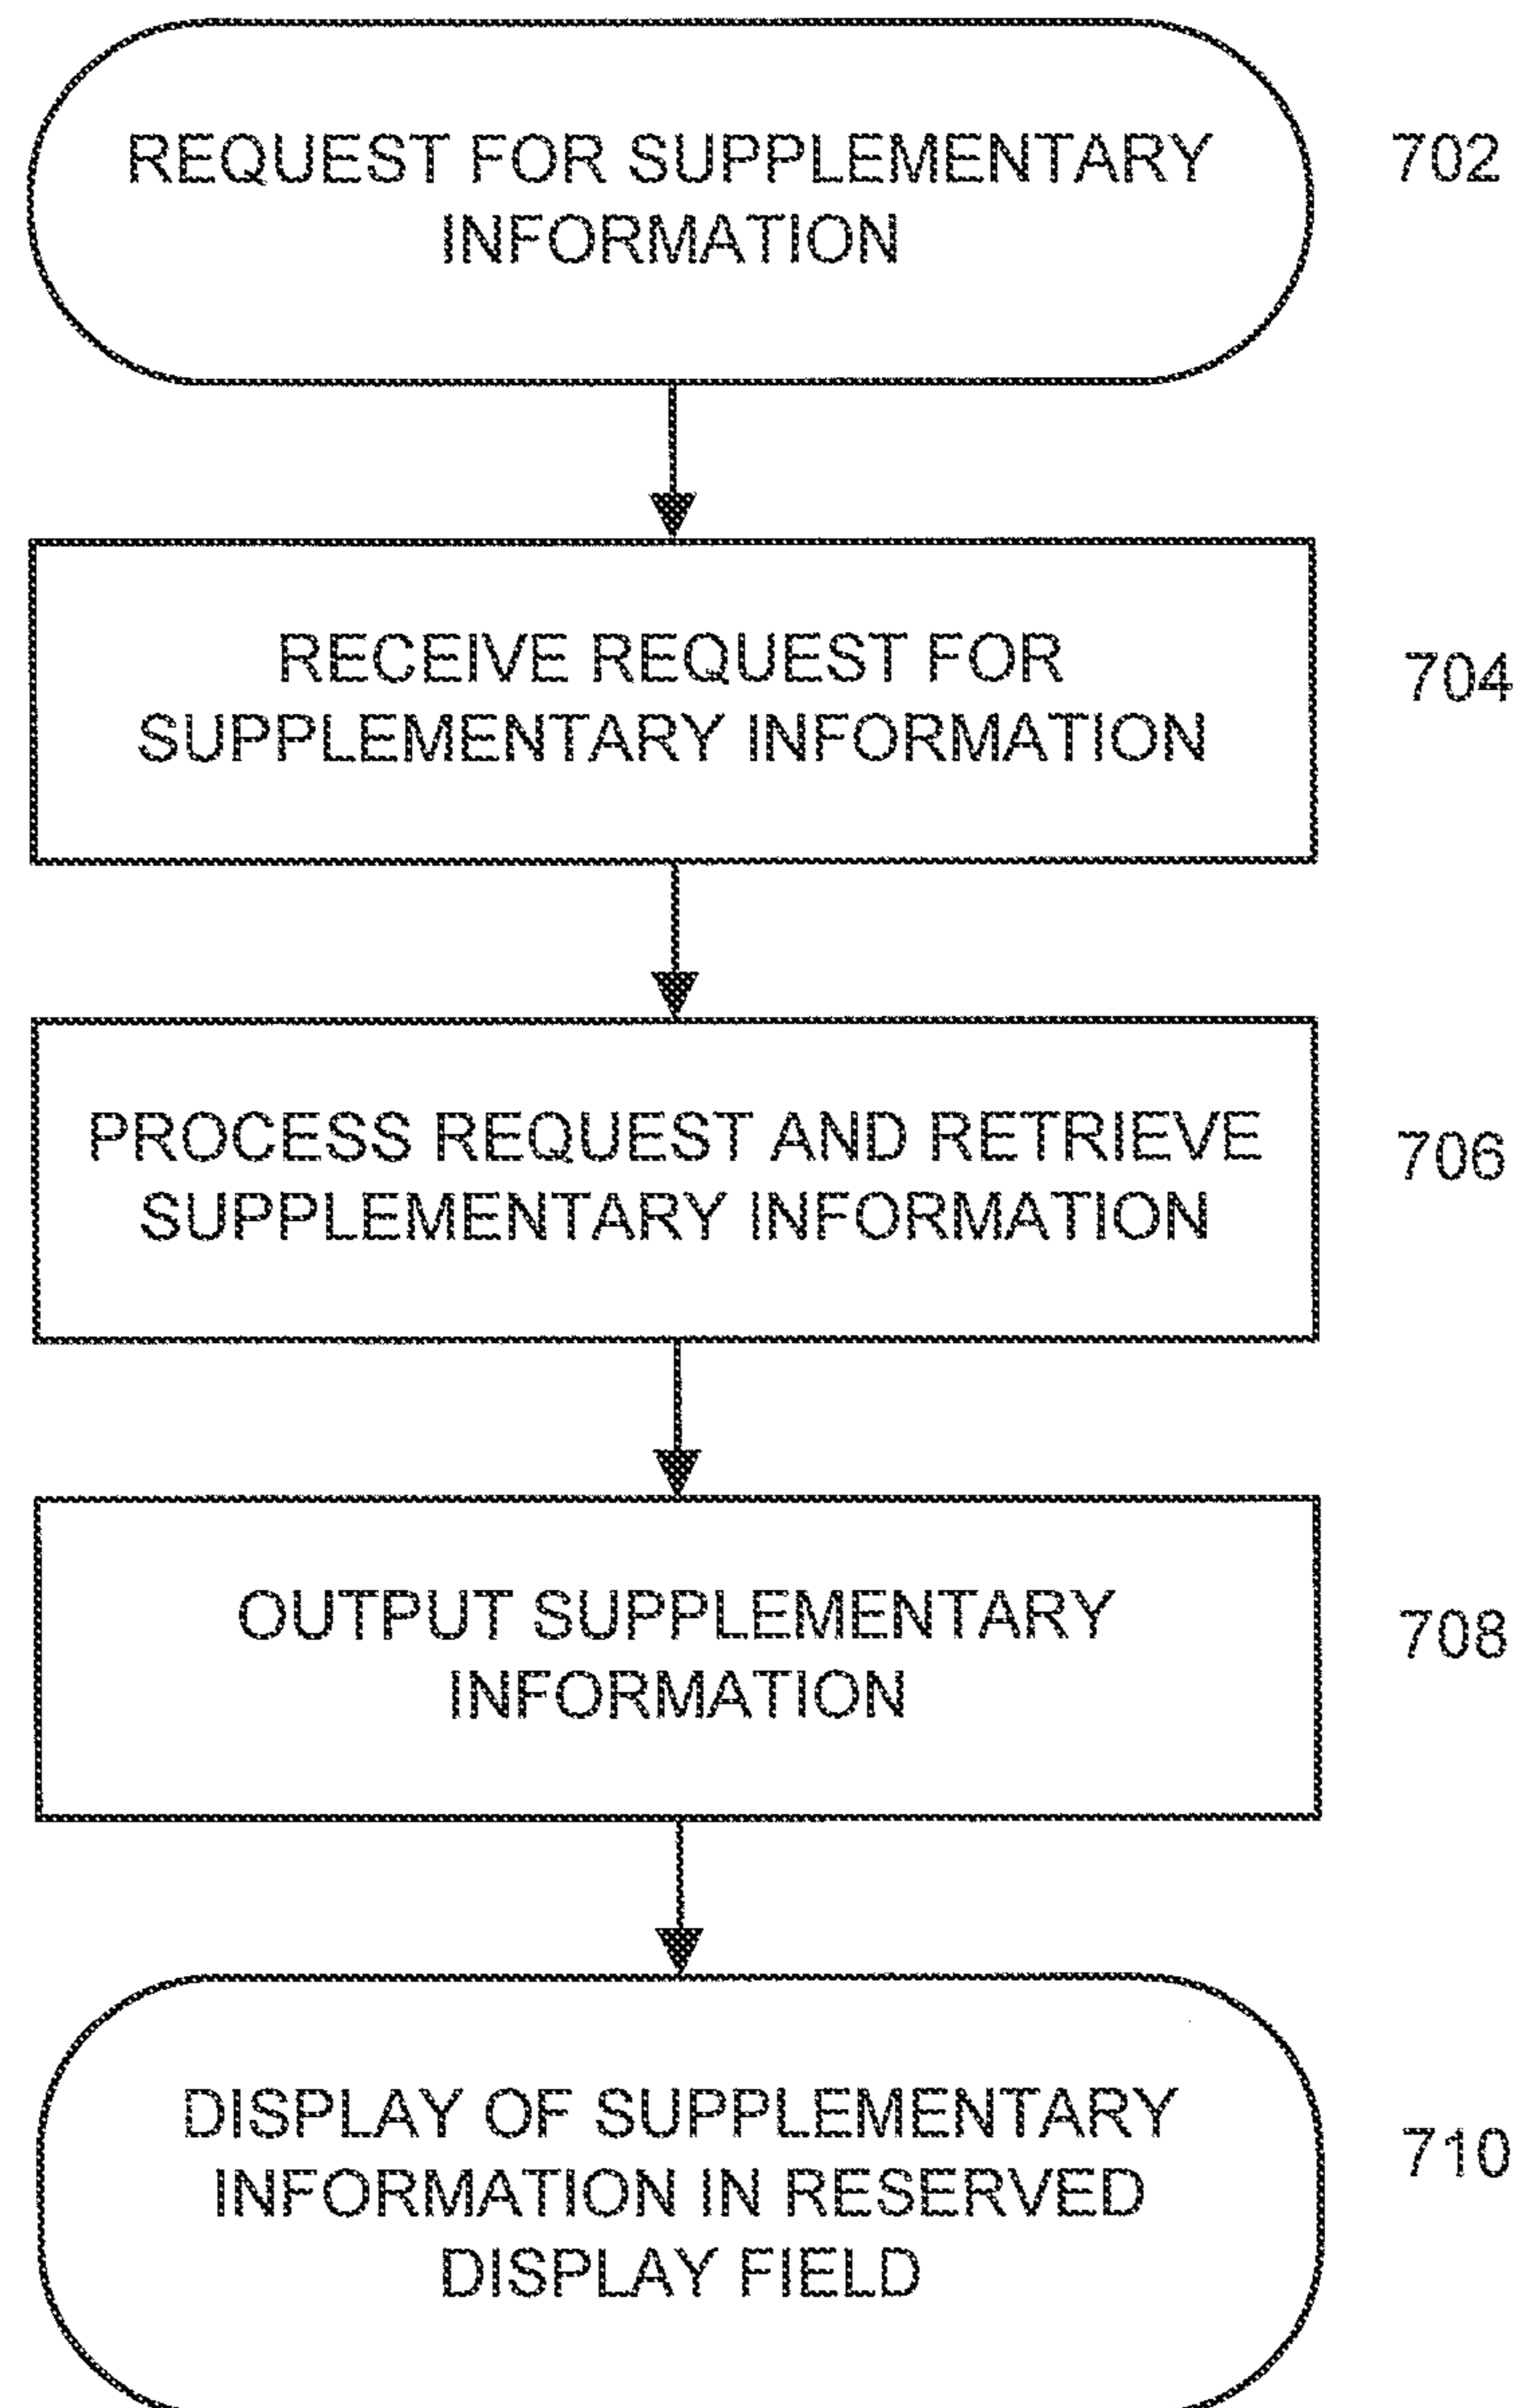 REQUEST FOR SUPPLEMENTARY
INFORMATION
702
RECEIVE REQUEST FOR
SUPPLEMENTARY INFORMATION
704
PROCESS REQUEST AND RETRIEVE
SUPPLEMENTARY INFORMATION
706
OUTPUT SUPPLEMENTARY
INFORMATION
708
DISPLAY OF SUPPLEMENTARY
INFORMATION IN RESERVED
DISPLAY FIELD
710